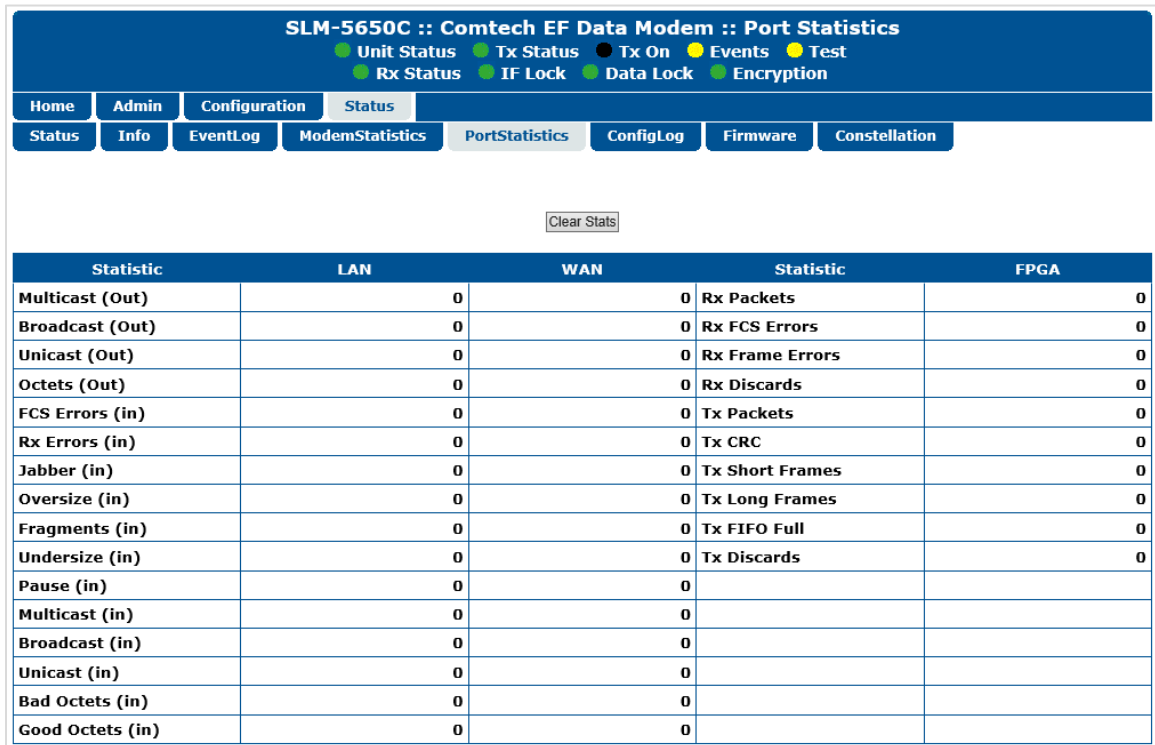 SLM-5650C :: Comtech EF Data Modem :: Port Statistics
Unit Status Tx Status Tx On Events Test
Rx Status IF Lock Data Lock Encryption
Home Admin Configuration Status
Status Info EventLog ModemStatistics PortStatistics ConfigLog Firmware Constellation
Clear Stats
Statistic LAN WAN Statistic FPGA
Multicast (Out) 0 0 Rx Packets 0
Broadcast (Out) 0 0 Rx FCS Errors 0
Unicast (Out) 0 0 Rx Frame Errors 0
Octets (Out) 0 0 Rx Discards 0
FCS Errors (in) 0 0 Tx Packets 0
Rx Errors (in) 0 0 Tx CRC 0
Jabber (in) 0 0 Tx Short Frames 0
Oversize (in) 0 0 Tx Long Frames 0
Fragments (in) 0 0 Tx FIFO Full 0
Undersize (in) 0 0 Tx Discards 0
Pause (in) 0 0
Multicast (in) 0 0
Broadcast (in) 0 0
Unicast (in) 0 0
Bad Octets (in) 0 0
Good Octets (in) 0 0